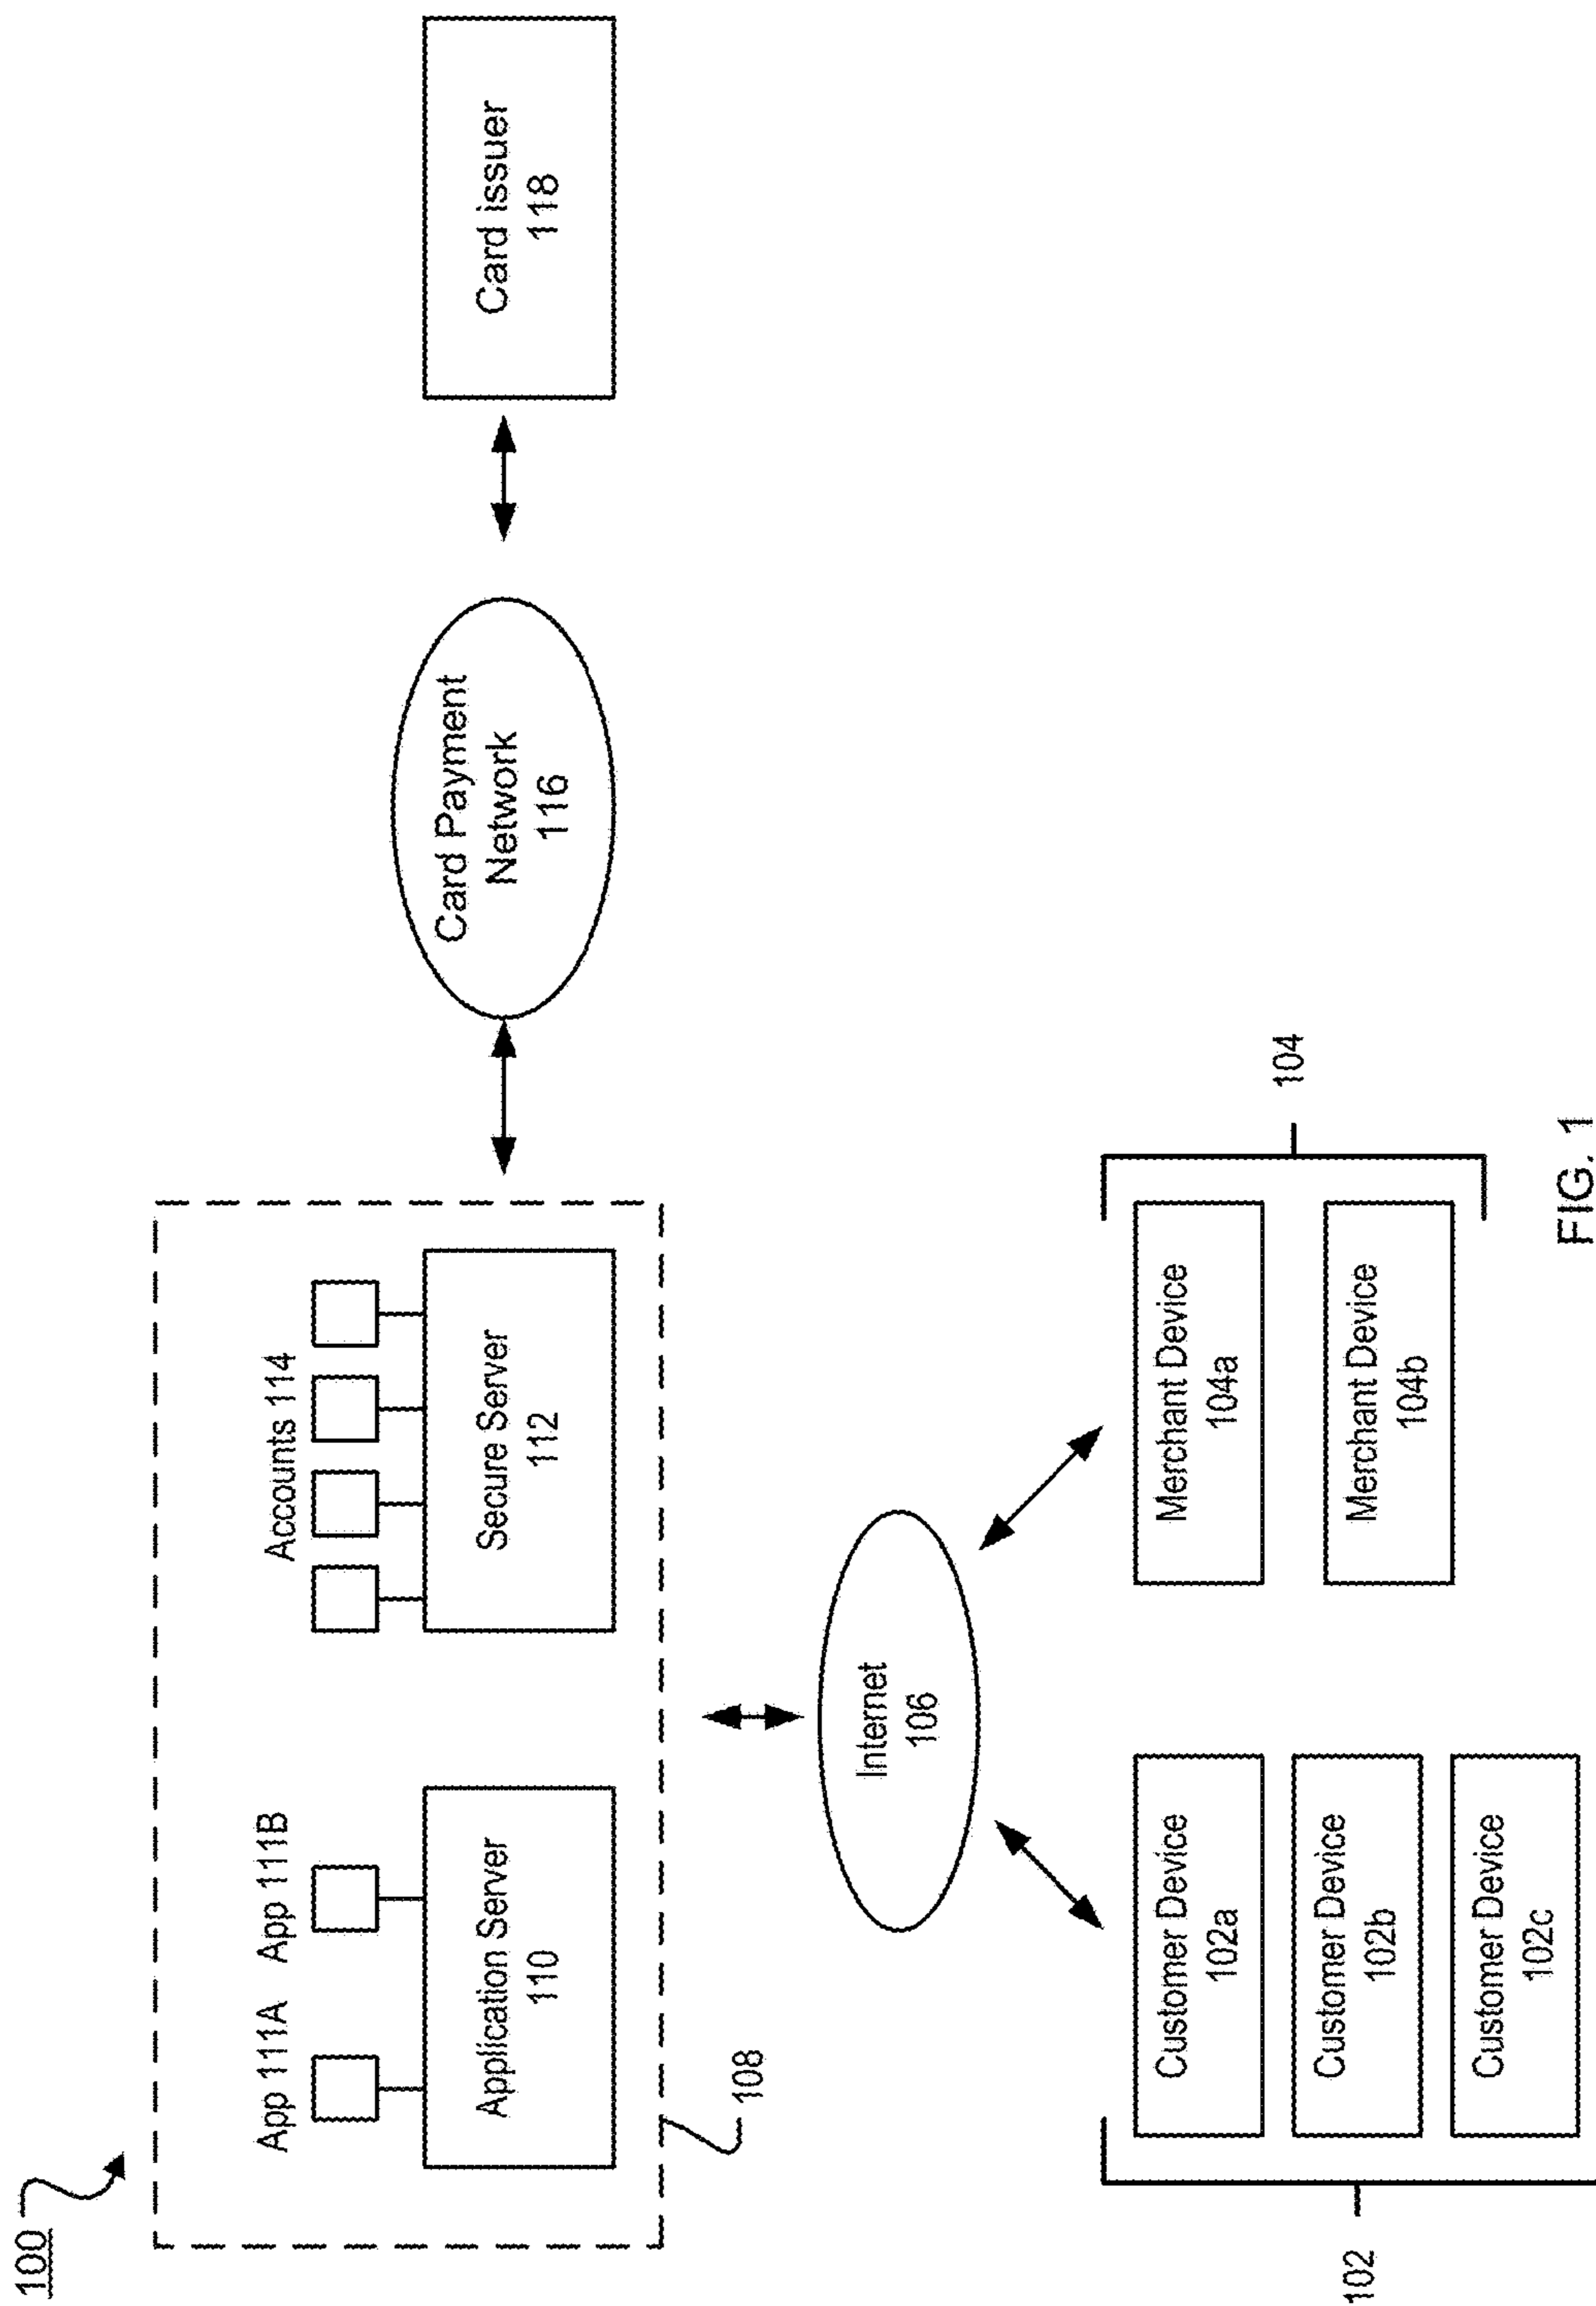 100
App 111A
App 111B
Accounts 114
Application Server
110
Secure Server
112
Card Payment
Network
116
Card issuer
118
108
Internet
106
102
Customer Device
102a
Customer Device
102b
Customer Device
102c
Merchant Device
104a
Merchant Device
104b
104
FIG. 1